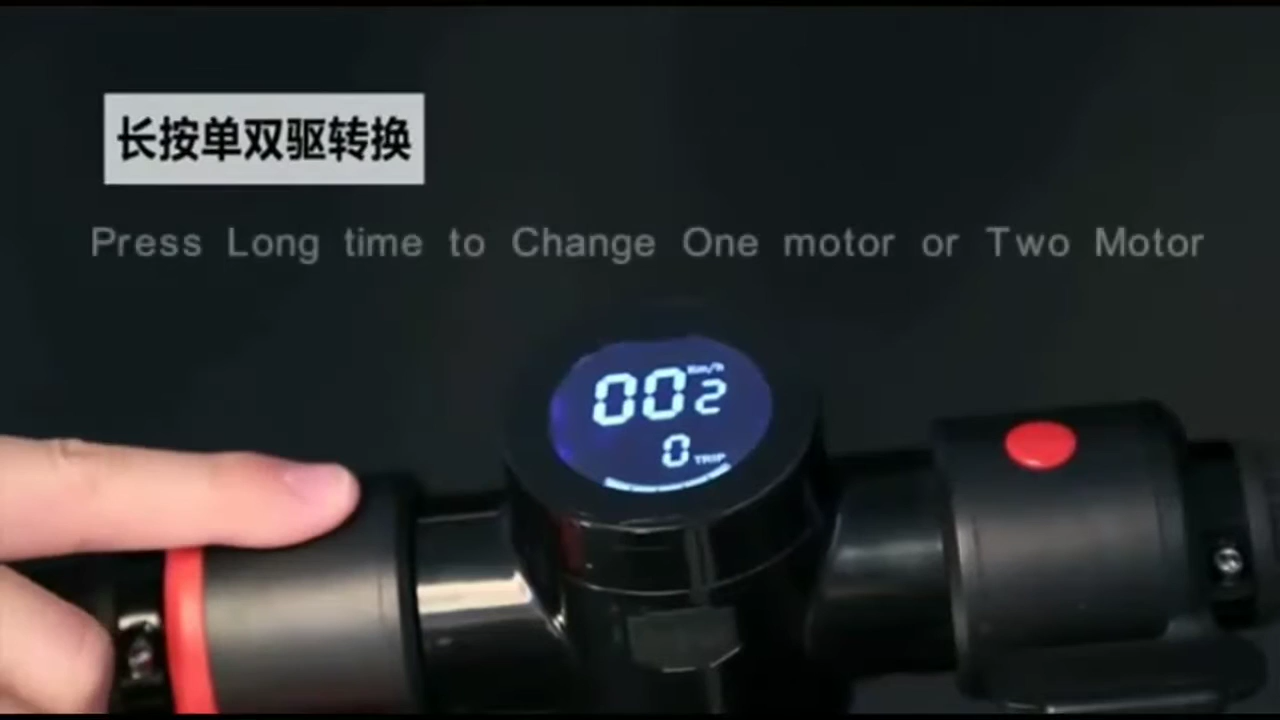 长按单双驱转换
Press Long time to Change One motor or Two Motor
Km/h
002
0 TRIP